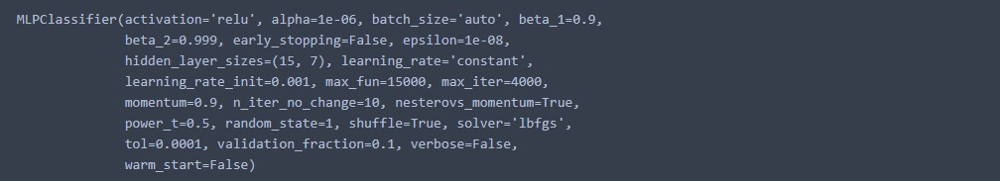 MLPClassifier(activation='relu', alpha=1e-06, batch_size='auto', beta_1=0.9,
beta_2=0.999, early_stopping=False, epsilon=1e-08,
hidden_layer_sizes=(15, 7), learning_rate='constant',
learning_rate_init=0.001, max_fun=15000, max_iter=4000,
momentum=0.9, n_iter_no_change=10, nesterovs_momentum=True,
power_t=0.5, random_state=1, shuffle=True, solver='lbfgs',
tol=0.0001, validation_fraction=0.1, verbose=False,
warm_start=False)